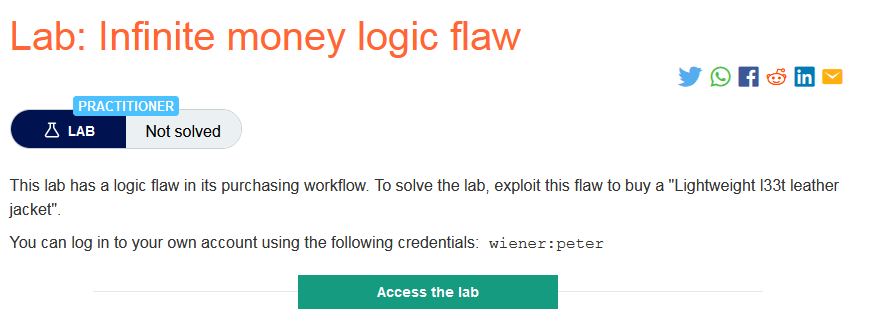 Lab: Infinite money logic flaw
PRACTITIONER
LAB Not solved
This lab has a logic flaw in its purchasing workflow. To solve the lab, exploit this flaw to buy a "Lightweight l33t leather
jacket".
You can log in to your own account using the following credentials: wiener:peter
Access the lab